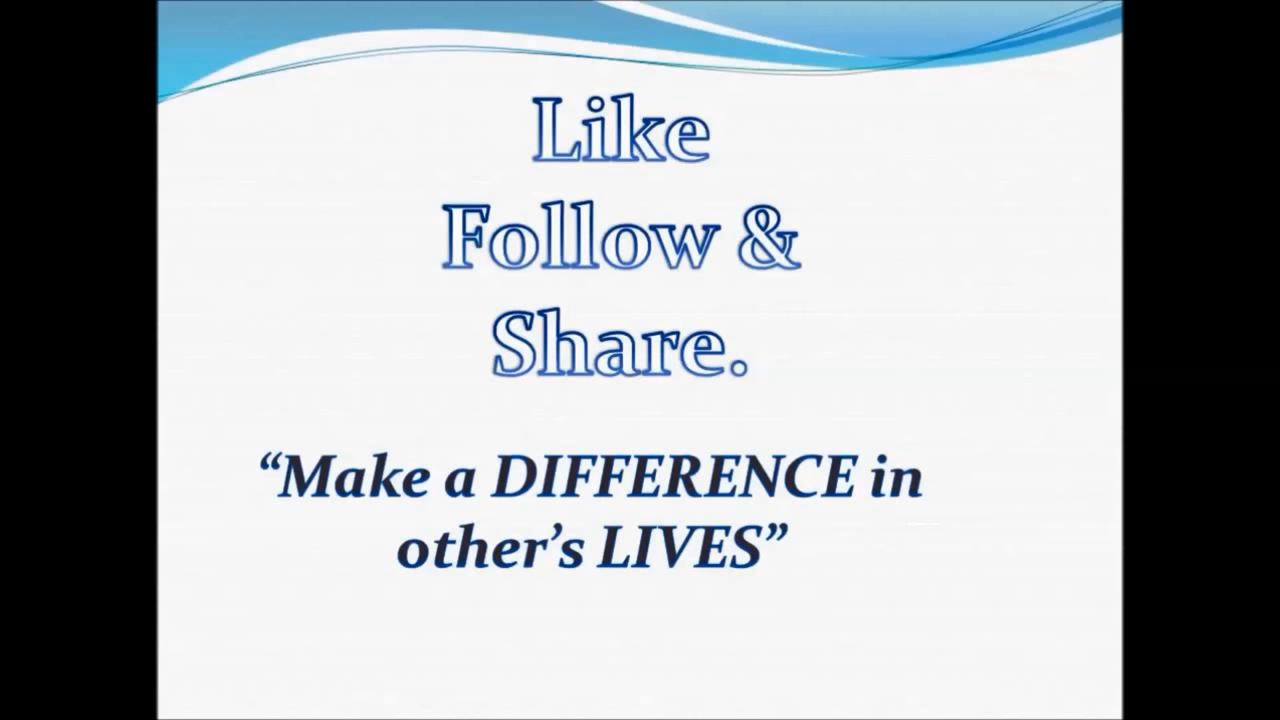 Like
Follow &
Share.
“Make a DIFFERENCE in
other’s LIVES”